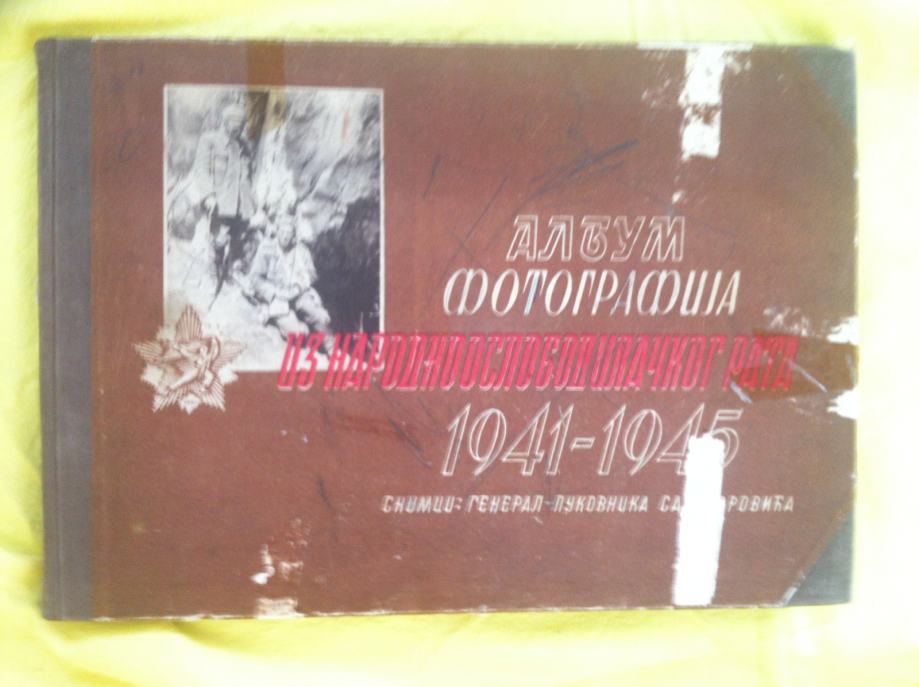 АЛБУМ
ФОТОГРАФИЈА
ИЗ НАРОДНООСЛОБОДИЛАЧКОГ РАТА
1941-1945
СНИМЦИ: ГЕНЕРАЛ-ПУКОВНИКА